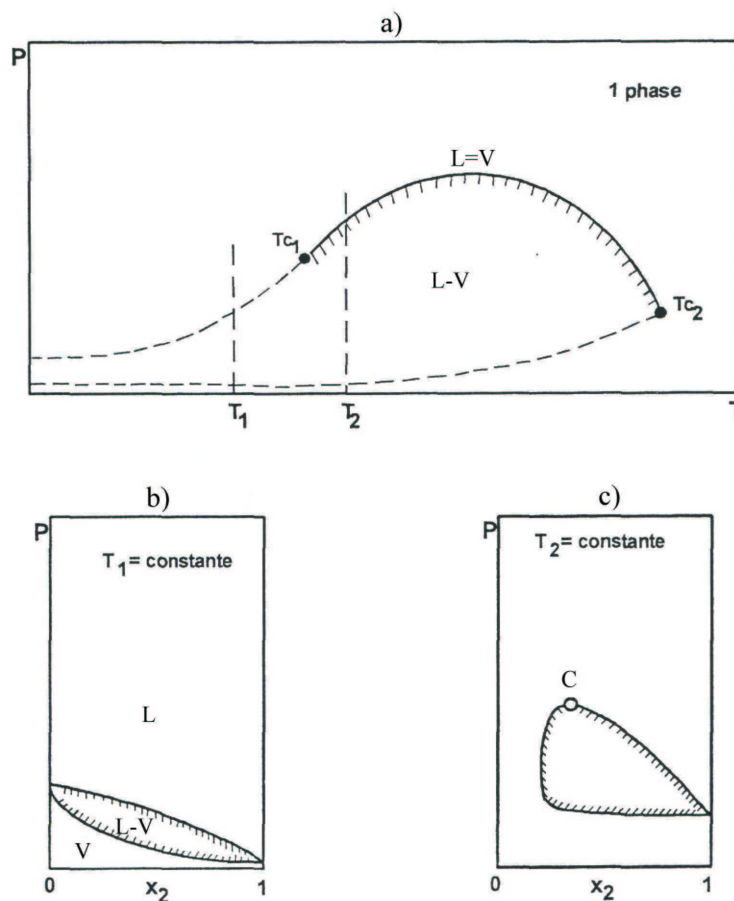 a)
P
1 phase
L=V
Tc1
L-V
Tc2
T1
T2
T
b)
P
T1= constante
L
L-V
V
0
x2
1
c)
P
T2= constante
C
0
x2
1